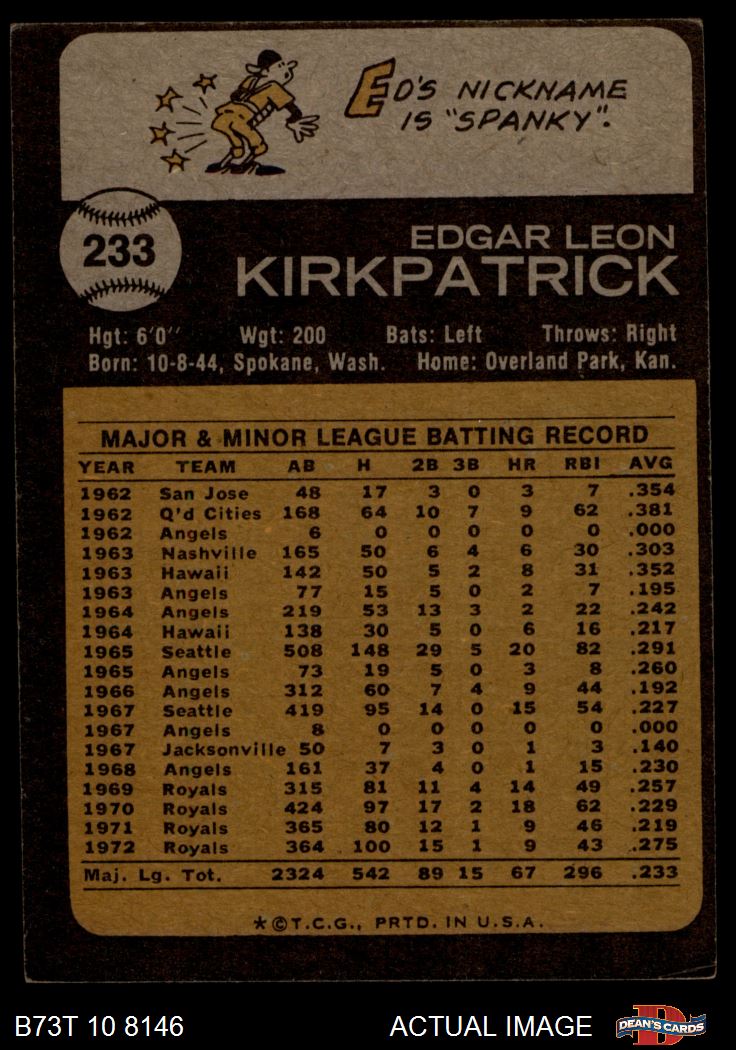 ED'S NICKNAME
IS "SPANKY".
233
EDGAR LEON
KIRKPATRICK
Hgt: 6'0" Wgt: 200 Bats: Left Throws: Right
Born: 10-8-44, Spokane, Wash. Home: Overland Park, Kan.
MAJOR & MINOR LEAGUE BATTING RECORD
YEAR TEAM AB H 2B 3B HR RBI AVG
1962 San Jose 48 17 3 0 3 7 .354
1962 Q'd Cities 168 64 10 7 9 62 .381
1962 Angels 6 0 0 0 0 0 .000
1963 Nashville 165 50 6 4 6 30 .303
1963 Hawaii 142 50 5 2 8 31 .352
1963 Angels 77 15 5 0 2 7 .195
1964 Angels 219 53 13 3 2 22 .242
1964 Hawaii 138 30 5 0 6 16 .217
1965 Seattle 508 148 29 5 20 82 .291
1965 Angels 73 19 5 0 3 8 .260
1966 Angels 312 60 7 4 9 44 .192
1967 Seattle 419 95 14 0 15 54 .227
1967 Angels 8 0 0 0 0 0 .000
1967 Jacksonville 50 7 3 0 1 3 .140
1968 Angels 161 37 4 0 1 15 .230
1969 Royals 315 81 11 4 14 49 .257
1970 Royals 424 97 17 2 18 62 .229
1971 Royals 365 80 12 1 9 46 .219
1972 Royals 364 100 15 1 9 43 .275
Maj. Lg. Tot. 2324 542 89 15 67 296 .233
*©T.C.G., PRTD. IN U.S.A.
B73T 10 8146 ACTUAL IMAGE DEAN'S CARDS